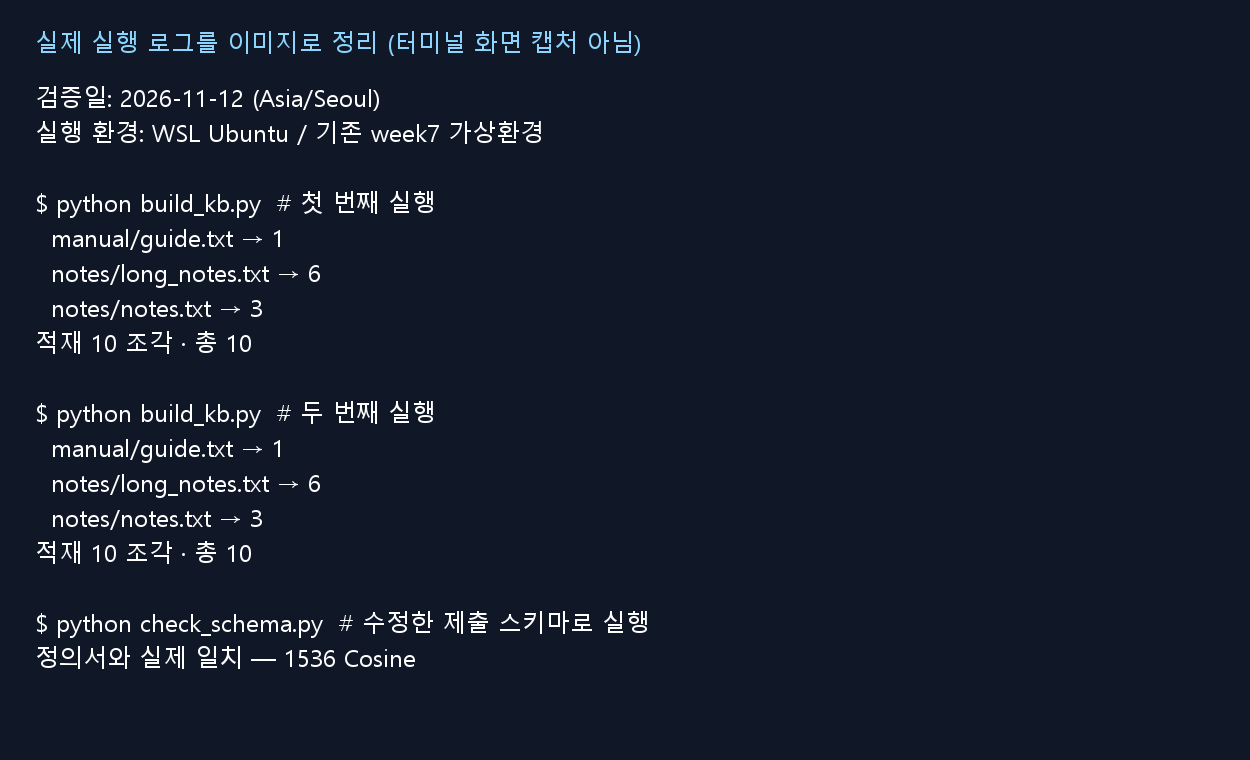 실제 실행 로그를 이미지로 정리 (터미널 화면 캡처 아님)
검증일: 2026-11-12 (Asia/Seoul)
실행 환경: WSL Ubuntu / 기존 week7 가상환경
$ python build_kb.py  # 첫 번째 실행
manual/guide.txt → 1
notes/long_notes.txt → 6
notes/notes.txt → 3
적재 10 조각 · 총 10
$ python build_kb.py  # 두 번째 실행
manual/guide.txt → 1
notes/long_notes.txt → 6
notes/notes.txt → 3
적재 10 조각 · 총 10
$ python check_schema.py  # 수정한 제출 스키마로 실행
정의서와 실제 일치 — 1536 Cosine